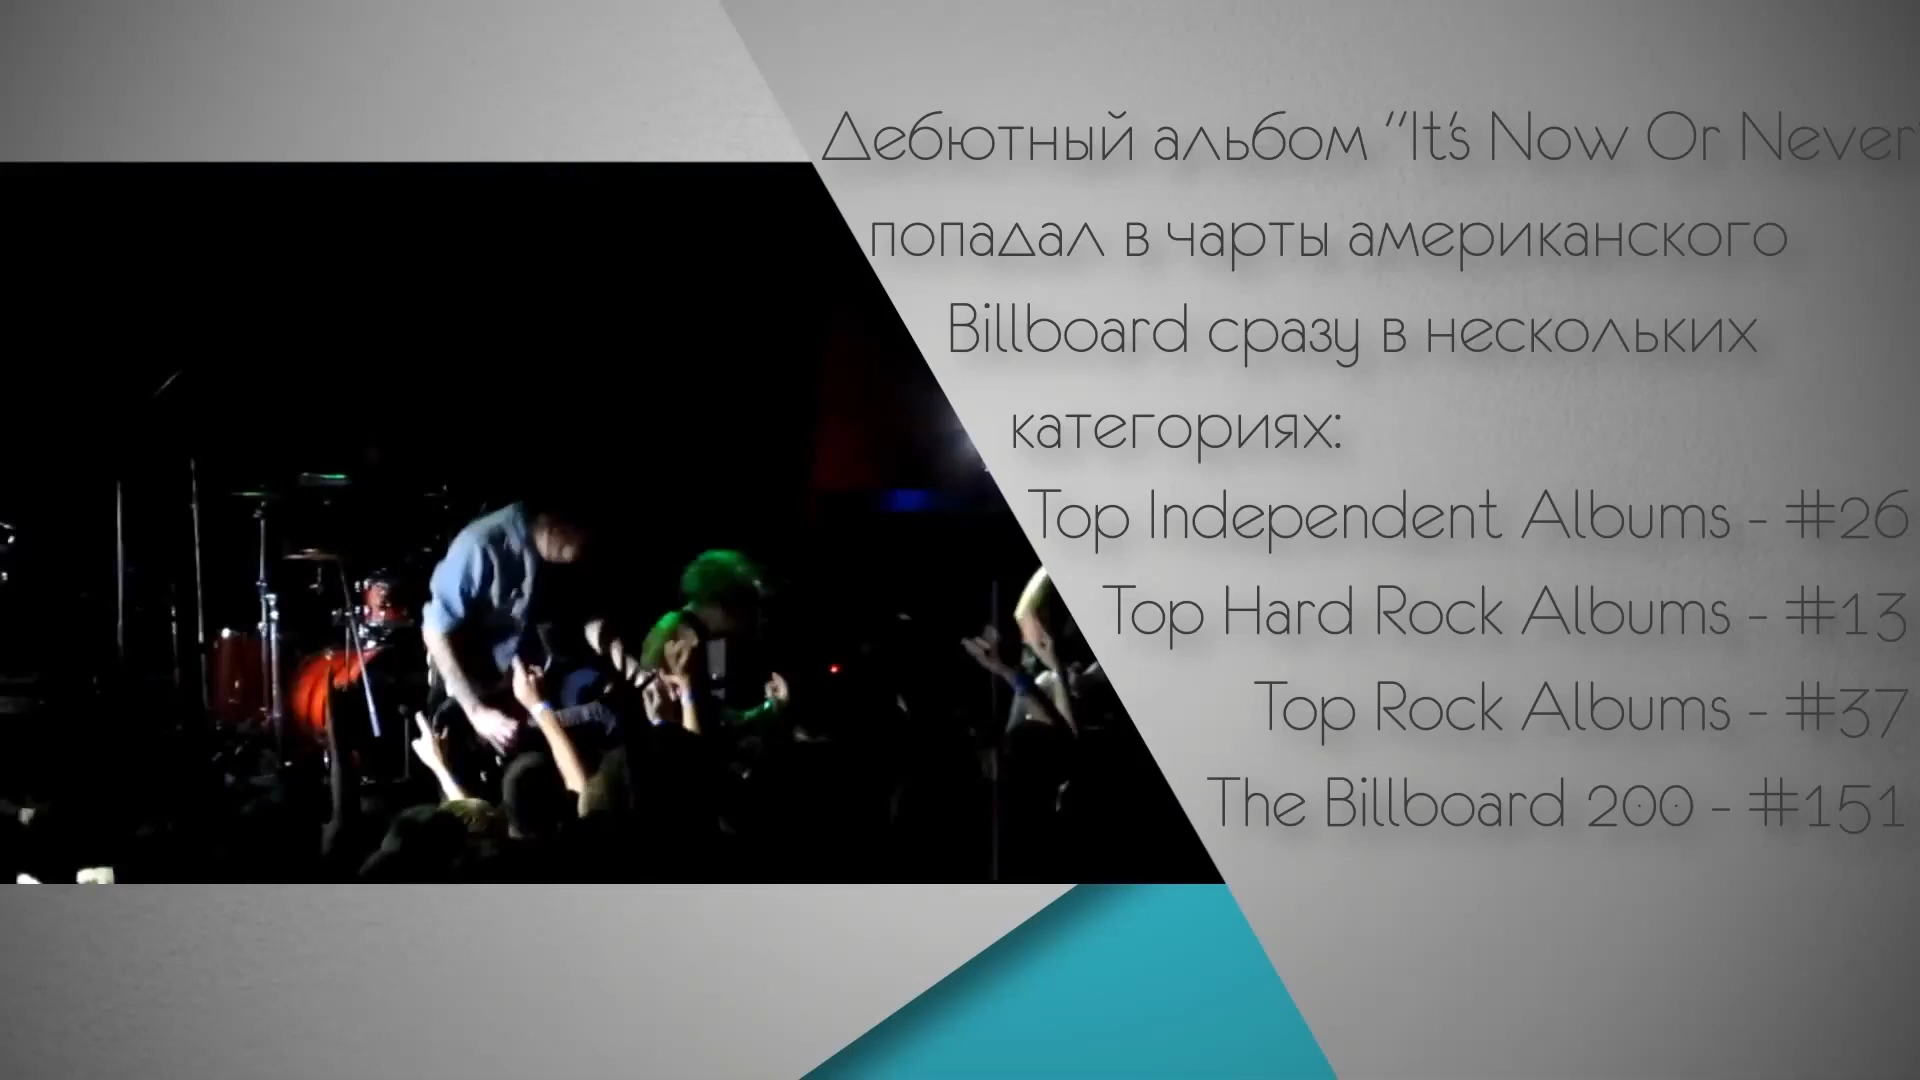 Дебютный альбом "It's Now Or Never
попадал в чарты американского
Billboard сразу в нескольких
категориях:
Top Independent Albums - #26
Top Hard Rock Albums - #13
Top Rock Albums - #37
The Billboard 200 - #151